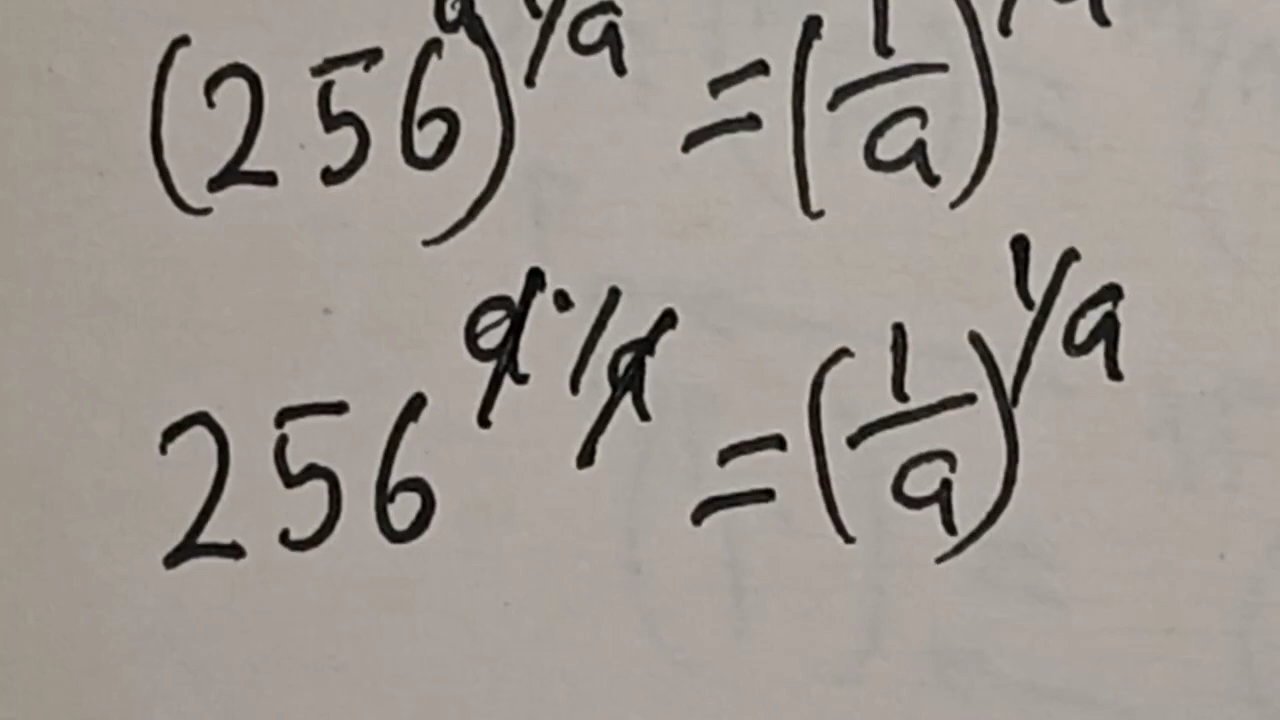 (256^a)^1/a = (1/a)^1/a
256^a·1/a = (1/a)^1/a